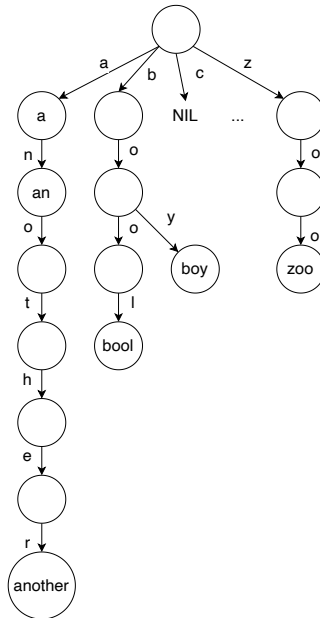 a b c z
a NIL ...
n o o
an
o o y o
boy zoo
t l
bool
h
e
r
another